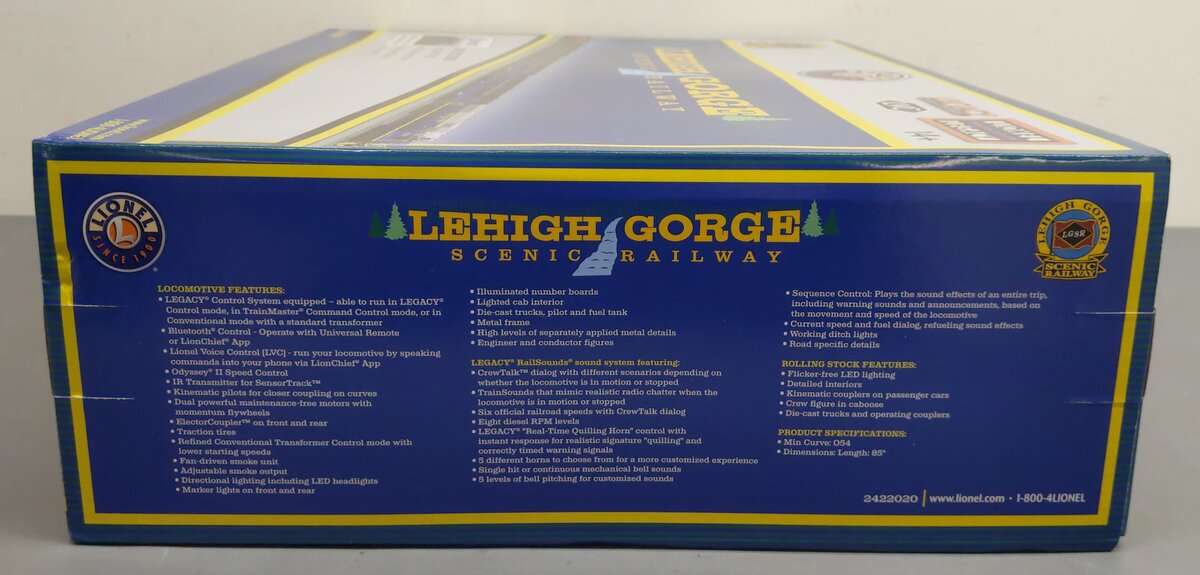 LEHIGH GORGE
SCENIC RAILWAY
14+
LIONEL
SINCE 1900
LEHIGH GORGE
SCENIC RAILWAY
LEHIGH GORGE
LGSR
SCENIC
RAILWAY
LOCOMOTIVE FEATURES:
• LEGACY® Control System equipped – able to run in LEGACY®
Control mode, in TrainMaster® Command Control mode, or in
Conventional mode with a standard transformer
• Bluetooth® Control - Operate with Universal Remote
or LionChief® App
• Lionel Voice Control (LVC) - run your locomotive by speaking
commands into your phone via LionChief® App
• Odyssey® II Speed Control
• IR Transmitter for SensorTrack™
• Kinematic pilots for closer coupling on curves
• Dual powerful maintenance-free motors with
momentum flywheels
• ElectroCoupler™ on front and rear
• Traction tires
• Refined Conventional Transformer Control mode with
lower starting speeds
• Fan-driven smoke unit
• Adjustable smoke output
• Directional lighting including LED headlights
• Marker lights on front and rear
• Illuminated number boards
• Lighted cab interior
• Die-cast trucks, pilot and fuel tank
• Metal frame
• High levels of separately applied metal details
• Engineer and conductor figures
LEGACY® RailSounds® sound system featuring:
• CrewTalk™ dialog with different scenarios depending on
whether the locomotive is in motion or stopped
• TrainSounds that mimic realistic radio chatter when the
locomotive is in motion or stopped
• Six official railroad speeds with CrewTalk dialog
• Eight diesel RPM levels
• LEGACY® "Real-Time Quilling Horn" control with
instant response for realistic signature "quilling" and
correctly timed warning signals
• 5 different horns to choose from for a more customized experience
• Single hit or continuous mechanical bell sounds
• 5 levels of bell pitching for customized sounds
• Sequence Control: Plays the sound effects of an entire trip,
including warning sounds and announcements, based on
the movement and speed of the locomotive
• Current speed and fuel dialog, refueling sound effects
• Working ditch lights
• Road specific details
ROLLING STOCK FEATURES:
• Flicker-free LED lighting
• Detailed interiors
• Kinematic couplers on passenger cars
• Crew figure in caboose
• Die-cast trucks and operating couplers
PRODUCT SPECIFICATIONS:
• Min Curve: O54
• Dimensions: Length: 85"
2422020 | www.lionel.com • 1-800-4LIONEL